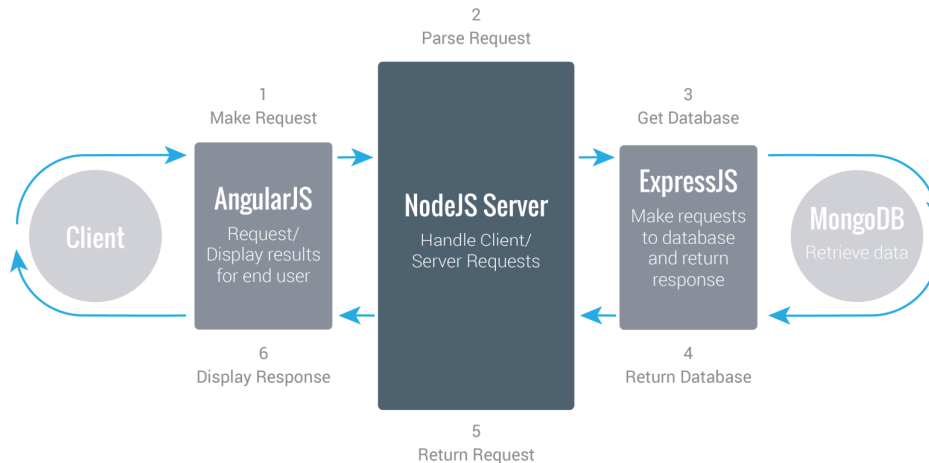 2
Parse Request
1
Make Request
3
Get Database
Client
AngularJS
Request/
Display results
for end user
NodeJS Server
Handle Client/
Server Requests
ExpressJS
Make requests
to database
and return
response
MongoDB
Retrieve data
6
Display Response
4
Return Database
5
Return Request